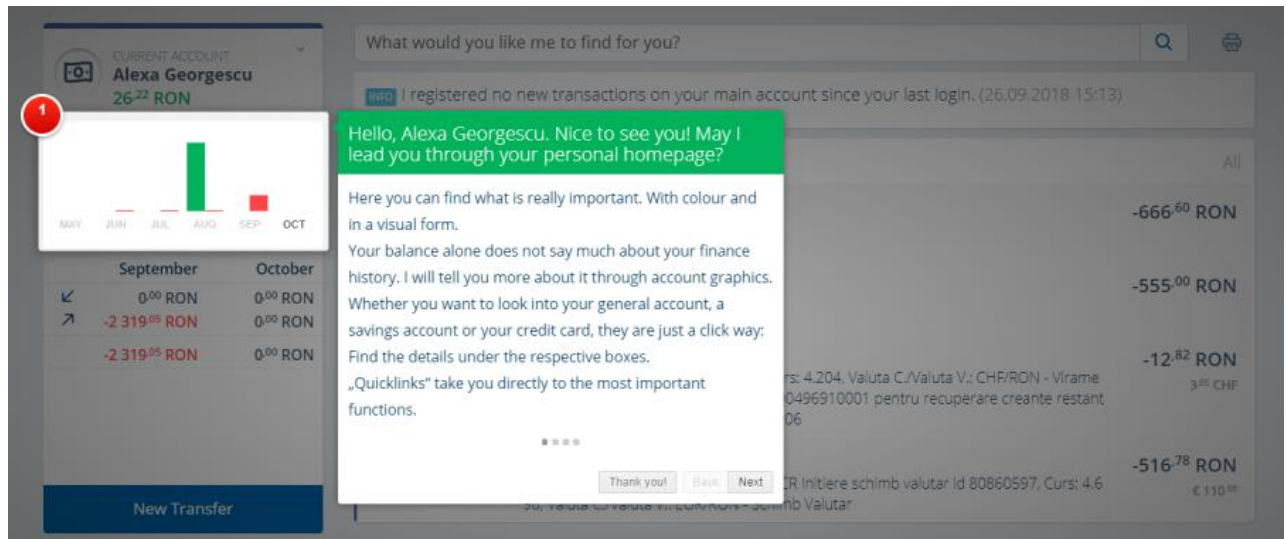 What would you like me to find for you?
CURRENT ACCOUNT
Alexa Georgescu
26,22 RON
INFO I registered no new transactions on your main account since your last login. (26.09.2018 15:13)
1
MAY JUN JUL AUG SEP OCT
September October
0,00 RON 0,00 RON
-2 319,05 RON 0,00 RON
-2 319,05 RON 0,00 RON
New Transfer
Hello, Alexa Georgescu. Nice to see you! May I
lead you through your personal homepage?
Here you can find what is really important. With colour and
in a visual form.
Your balance alone does not say much about your finance
history. I will tell you more about it through account graphics.
Whether you want to look into your general account, a
savings account or your credit card, they are just a click way:
Find the details under the respective boxes.
„Quicklinks“ take you directly to the most important
functions.
Thank you! Back Next
All
-666,60 RON
-555,00 RON
-12,82 RON
rs: 4.204, Valuta C./Valuta V.: CHF/RON - Virame
0496910001 pentru recuperare creante restant
06
CHF
-516,78 RON
Initiere schimb valutar Id 80860597, Curs: 4.6
€ 110
Valuta C./Valuta V.: EUR/RON - Schimb Valutar